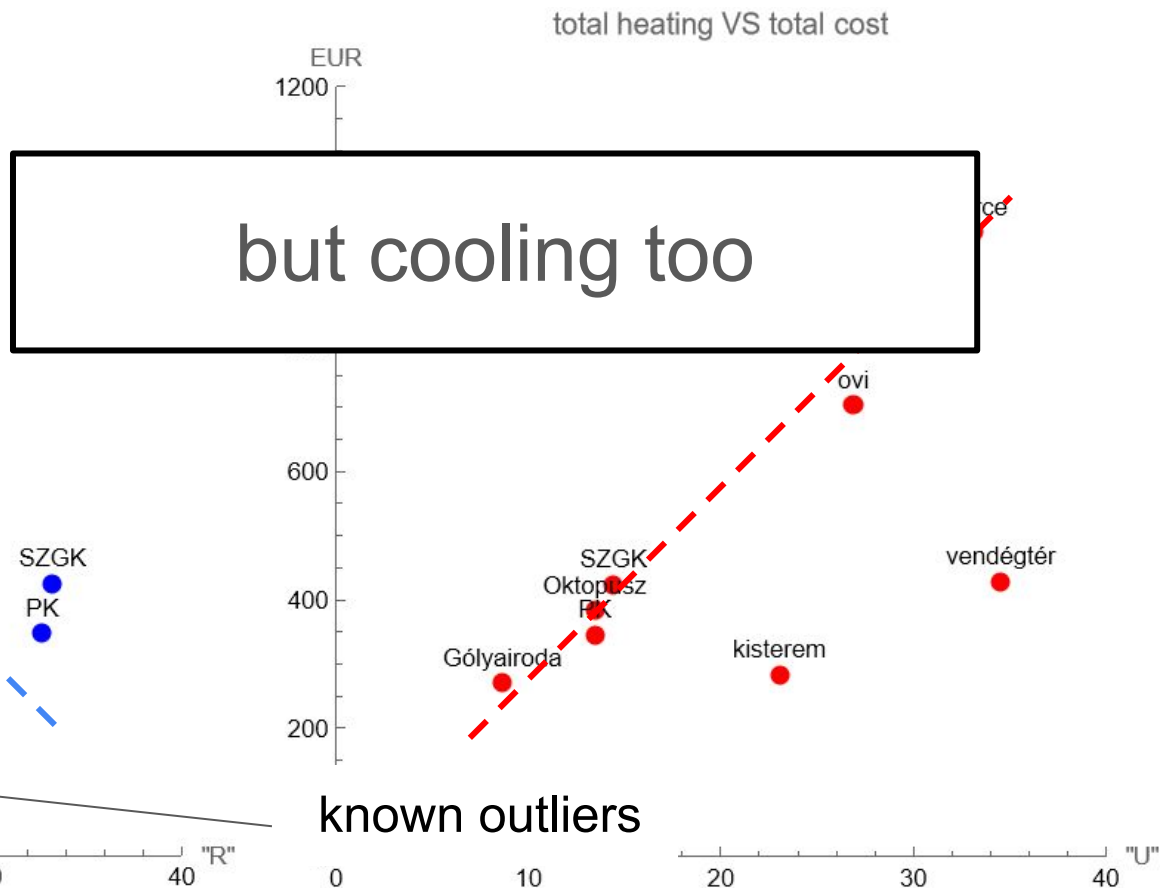 total heating VS total cost
EUR
1200
but cooling too
rce
ovi
600
SZGK
PK
SZGK
Oktopusz
PK
vendégtér
400
Gólyairoda
kisterem
200
known outliers
40
"R"
0
10
20
30
40
"U"